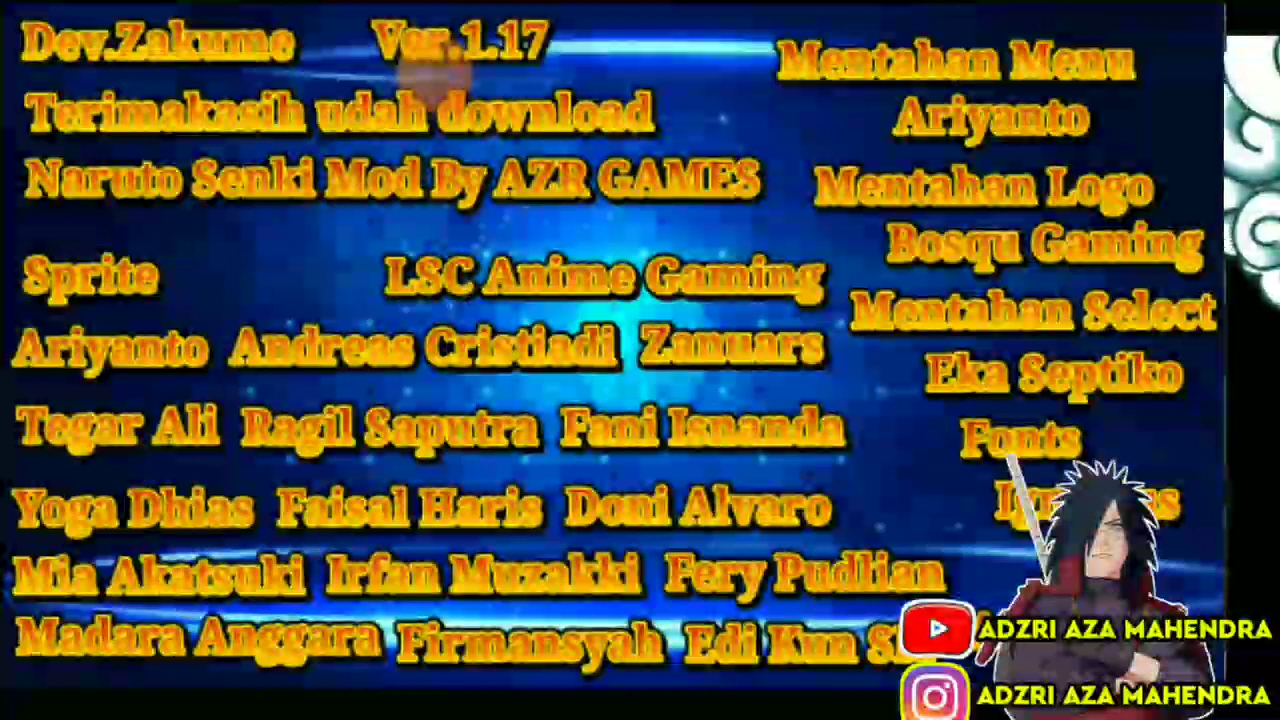 Dev.Zakume Ver.1.17
Terimakasih udah download
Naruto Senki Mod By AZR GAMES
Sprite LSC Anime Gaming
Ariyanto Andreas Cristiadi Zanuars
Tegar Ali Ragil Saputra Fani Isnanda
Yoga Dhias Faisal Haris Doni Alvaro
Mia Akatsuki Irfan Muzakki Fery Pudlian
Madara Anggara Firmansyah Edi Kun
Mentahan Menu
Ariyanto
Mentahan Logo
Bosqu Gaming
Mentahan Select
Eka Septiko
Fonts
ADZRI AZA MAHENDRA
ADZRI AZA MAHENDRA